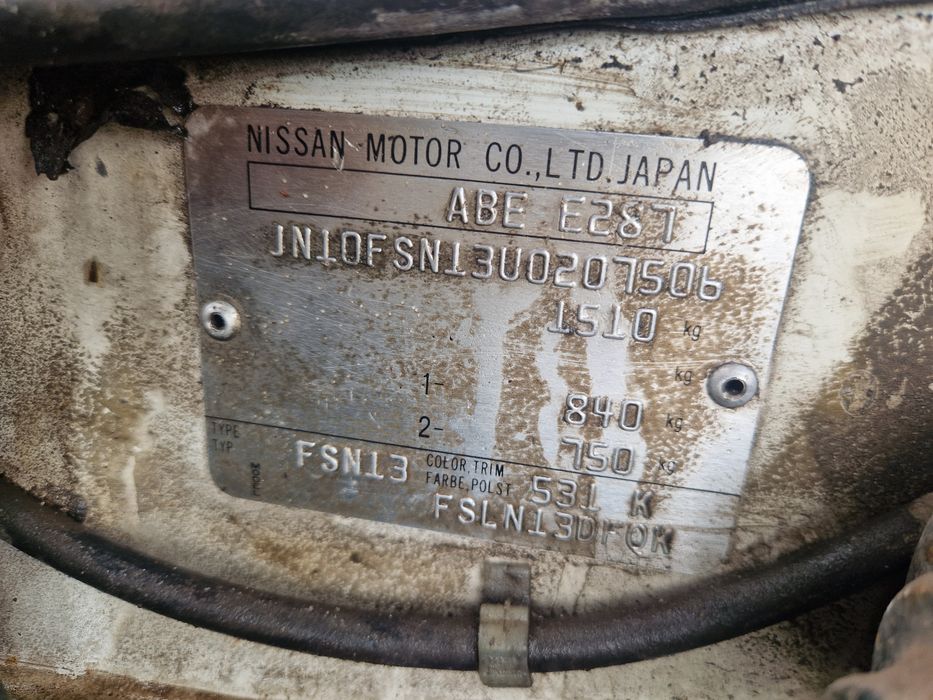 NISSAN MOTOR CO.,LTD.JAPAN
ABE E287
JN10FSN13U0207506
1510 kg
kg
1- 840 kg
2- 750 kg
TYPE
TYP FSN13
COLOR,TRIM
FARBE,POLST 531 K
FSLN13DFQK